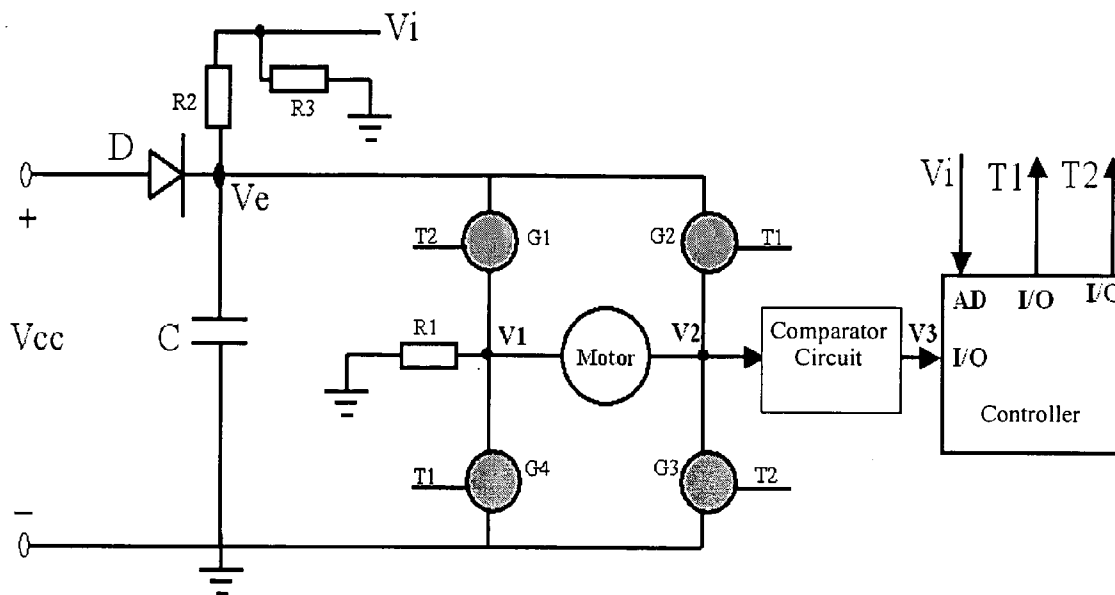 Vi
R2
R3
D
Ve
+
Vi
T1
T2
T2
G1
G2
T1
AD
I/O
I/O
Vcc
C
R1
V1
Motor
V2
Comparator
Circuit
V3
I/O
Controller
T1
G4
G3
T2
−